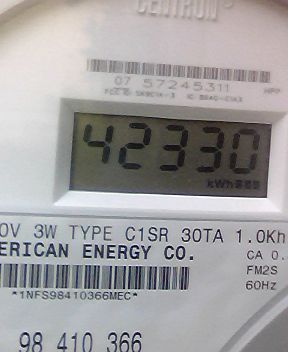 CENTRON®
07 57245311
42330
kWh
0V 3W TYPE C1SR 30TA 1.0Kh
ERICAN ENERGY CO. CA 0.
FM2S
*1NFS98410366MEC* 60Hz
98 410 366